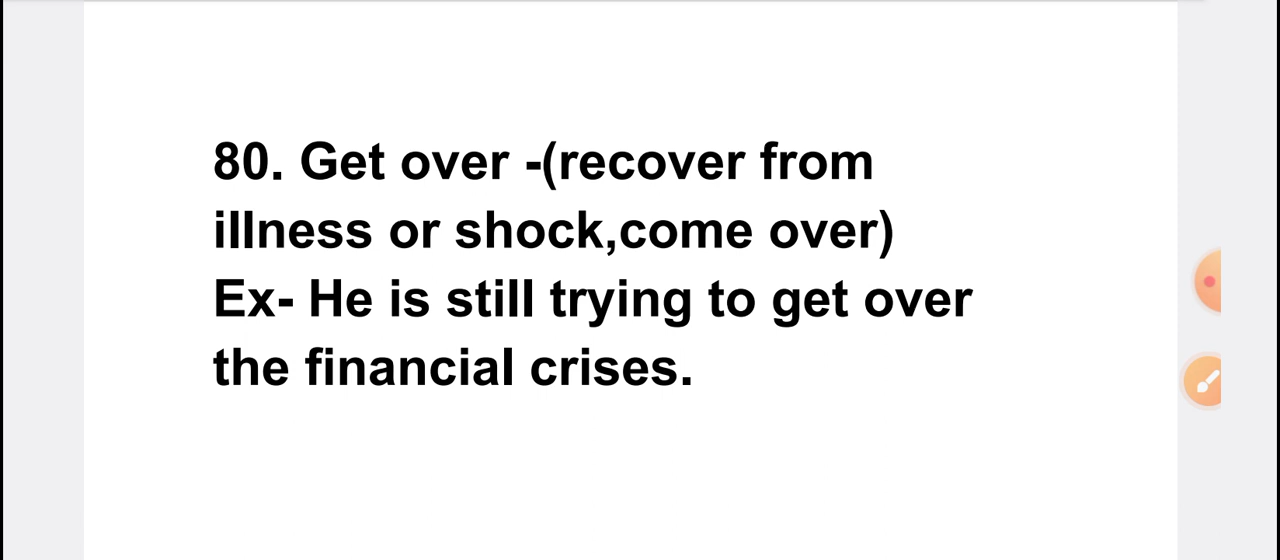 80. Get over -(recover from
illness or shock,come over)
Ex- He is still trying to get over
the financial crises.